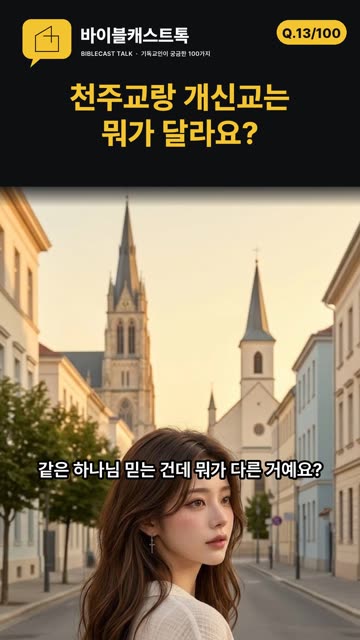 바이블캐스트톡
BIBLECAST TALK · 기독교인이 궁금한 100가지
Q.13/100
천주교랑 개신교는
뭐가 달라요?
같은 하나님 믿는 건데 뭐가 다른 거예요?